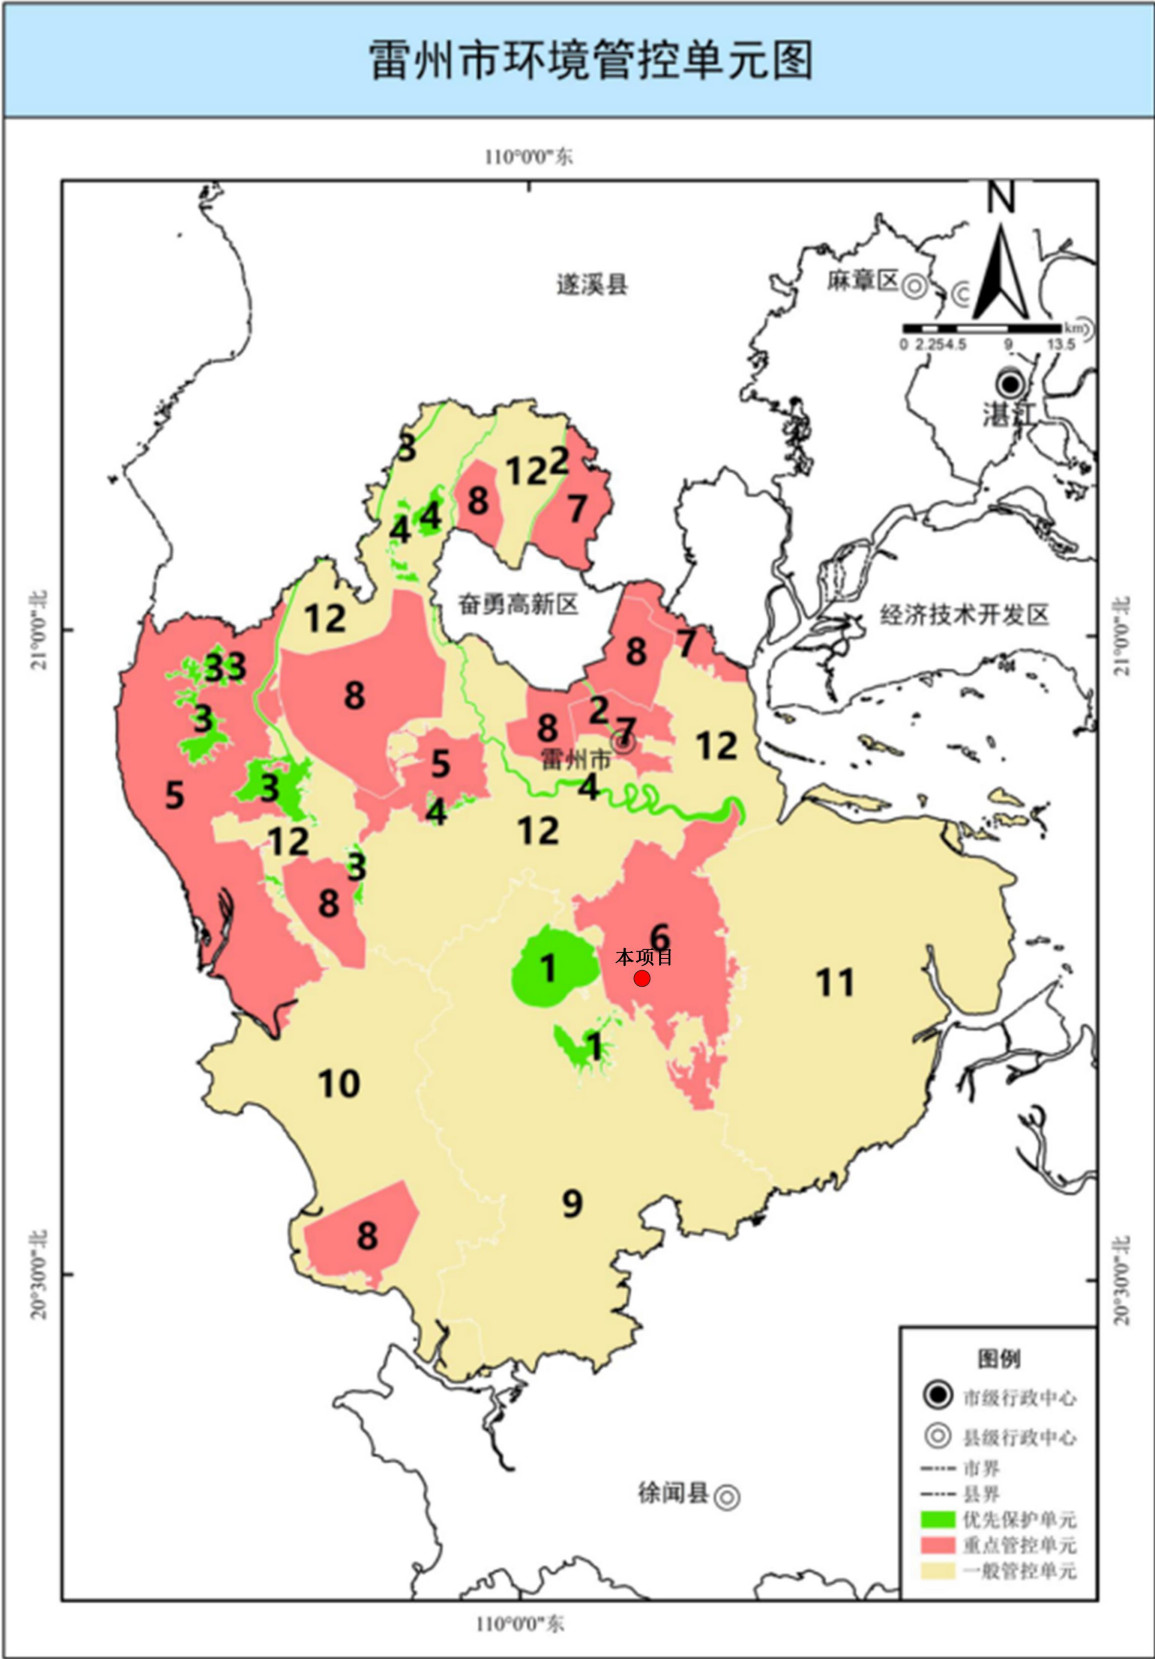 雷州市环境管控单元图
110°0'0"东
N
遂溪县
麻章区
km
0 2.25 4.5 9 13.5
湛江
3
12
2
8
7
4
4
21°0'0"北
奋勇高新区
经济技术开发区
21°0'0"北
12
8
7
33
8
3
2
8
7
12
雷州市
5
5
3
4
4
12
12
3
8
6
1
本项目
11
1
10
9
8
20°30'0"北
20°30'0"北
图例
市级行政中心
县级行政中心
市界
县界
优先保护单元
重点管控单元
一般管控单元
徐闻县
110°0'0"东